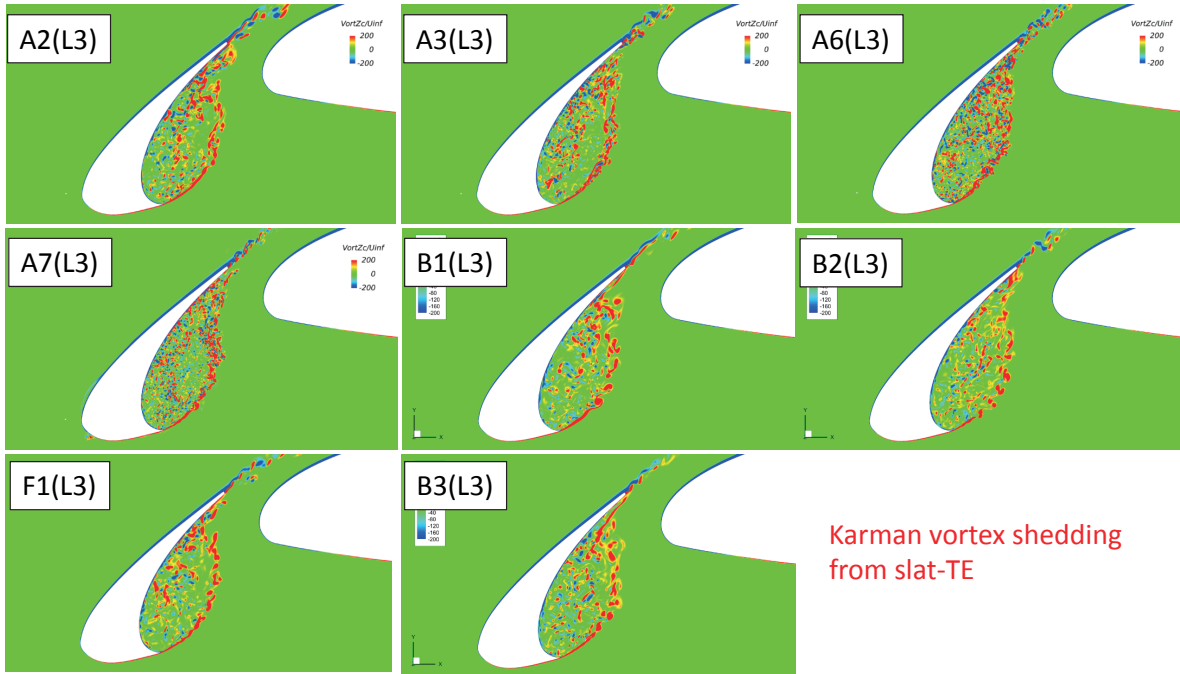 A2(L3)
VortZc/Uinf
200
0
-200
A3(L3)
VortZc/Uinf
200
0
-200
A6(L3)
VortZc/Uinf
200
0
-200
A7(L3)
VortZc/Uinf
200
0
-200
B1(L3)
-80
-120
-160
-200
Y
X
B2(L3)
-80
-120
-160
-200
Y
X
F1(L3)
B3(L3)
-40
-80
-120
-160
-200
Y
X
Karman vortex shedding
from slat-TE